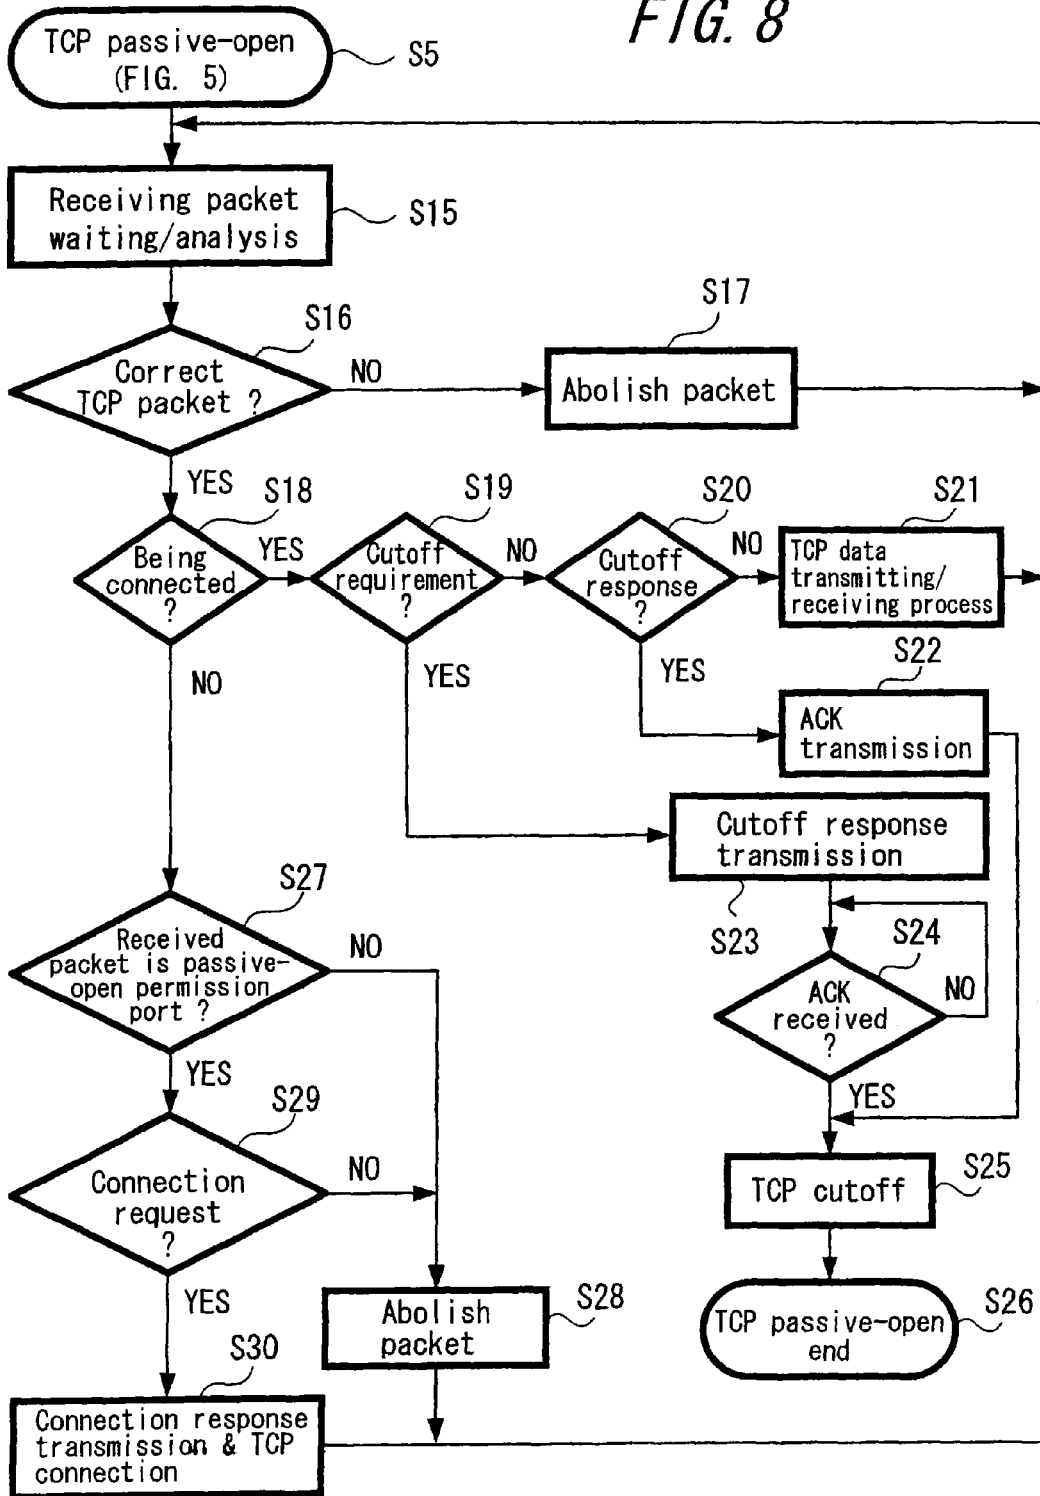 FIG. 8
TCP passive-open
(FIG. 5)
S5
Receiving packet
waiting/analysis
S15
S16
Correct
TCP packet ?
NO
S17
Abolish packet
YES
S18
Being
connected
?
YES
S19
Cutoff
requirement
?
NO
S20
Cutoff
response
?
NO
S21
TCP data
transmitting/
receiving process
NO
YES
YES
S22
ACK
transmission
Cutoff response
transmission
S23
S24
ACK
received
?
NO
YES
S27
Received
packet is passive-
open permission
port ?
NO
YES
S29
Connection
request
?
NO
YES
S25
TCP cutoff
S28
Abolish
packet
S26
TCP passive-open
end
S30
Connection response
transmission & TCP
connection